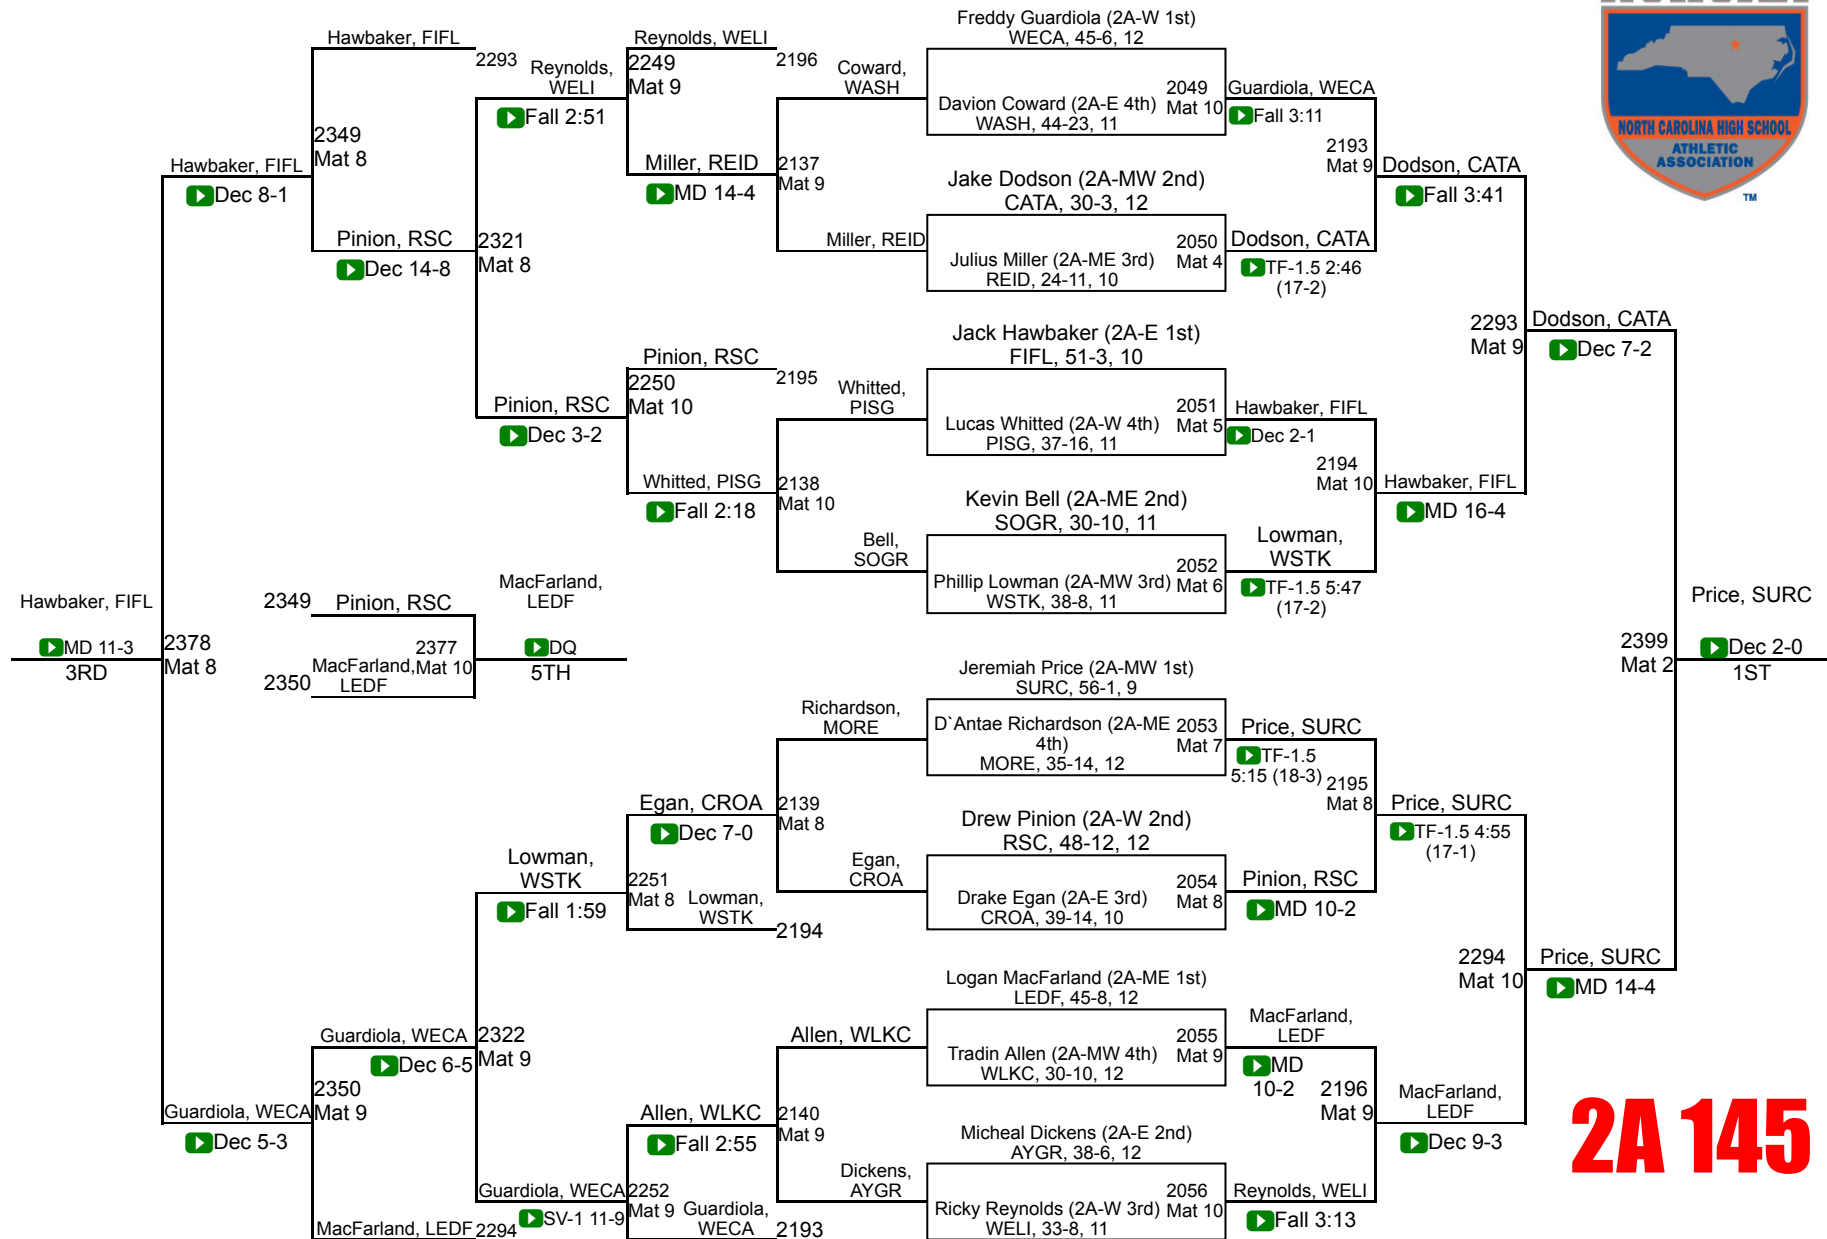 Hawbaker, FIFL
2293
2349
Mat 8
Hawbaker, FIFL
Dec 8-1
Pinion, RSC
Dec 14-8
Reynolds,
WELI
Fall 2:51
2321
Mat 8
Pinion, RSC
Dec 3-2
Reynolds, WELI
2196
2249
Mat 9
Miller, REID
MD 14-4
2137
Mat 9
Coward,
WASH
Miller, REID
Pinion, RSC
2195
2250
Mat 10
Whitted, PISG
Fall 2:18
2138
Mat 10
Whitted,
PISG
Bell,
SOGR
Freddy Guardiola (2A-W 1st)
WECA, 45-6, 12
Davion Coward (2A-E 4th)
WASH, 44-23, 11
2049
Mat 10
Guardiola, WECA
Fall 3:11
Jake Dodson (2A-MW 2nd)
CATA, 30-3, 12
Julius Miller (2A-ME 3rd)
REID, 24-11, 10
2050
Mat 4
Dodson, CATA
TF-1.5 2:46
(17-2)
2193
Mat 9
Dodson, CATA
Fall 3:41
Jack Hawbaker (2A-E 1st)
FIFL, 51-3, 10
Lucas Whitted (2A-W 4th)
PISG, 37-16, 11
2051
Mat 5
Hawbaker, FIFL
Dec 2-1
Kevin Bell (2A-ME 2nd)
SOGR, 30-10, 11
Phillip Lowman (2A-MW 3rd)
WSTK, 38-8, 11
2052
Mat 6
Lowman,
WSTK
TF-1.5 5:47
(17-2)
2194
Mat 10
Hawbaker, FIFL
MD 16-4
2293
Mat 9
Dodson, CATA
Dec 7-2
NORTH CAROLINA HIGH SCHOOL
ATHLETIC
ASSOCIATION
TM
Hawbaker, FIFL
MD 11-3
3RD
2378
Mat 8
2349
Pinion, RSC
2350
MacFarland,
LEDF
2377
Mat 10
MacFarland,
LEDF
DQ
5TH
2399
Mat 2
Price, SURC
Dec 2-0
1ST
Jeremiah Price (2A-MW 1st)
SURC, 56-1, 9
D`Antae Richardson (2A-ME
4th)
MORE, 35-14, 12
2053
Mat 7
Price, SURC
TF-1.5
5:15 (18-3)
Drew Pinion (2A-W 2nd)
RSC, 48-12, 12
Drake Egan (2A-E 3rd)
CROA, 39-14, 10
2054
Mat 8
Pinion, RSC
MD 10-2
2195
Mat 8
Price, SURC
TF-1.5 4:55
(17-1)
Richardson,
MORE
Egan,
CROA
2139
Mat 8
Egan, CROA
Dec 7-0
2251
Mat 8
Lowman,
WSTK
2194
Lowman,
WSTK
Fall 1:59
Logan MacFarland (2A-ME 1st)
LEDF, 45-8, 12
Tradin Allen (2A-MW 4th)
WLKC, 30-10, 12
2055
Mat 9
MacFarland,
LEDF
MD
10-2
Micheal Dickens (2A-E 2nd)
AYGR, 38-6, 12
Ricky Reynolds (2A-W 3rd)
WELI, 33-8, 11
2056
Mat 10
Reynolds, WELI
Fall 3:13
2196
Mat 9
MacFarland,
LEDF
Dec 9-3
2294
Mat 10
Price, SURC
MD 14-4
Allen, WLKC
Dickens,
AYGR
2140
Mat 9
Allen, WLKC
Fall 2:55
2252
Mat 9
Guardiola,
WECA
2193
Guardiola, WECA
SV-1 11-9
2322
Mat 9
Guardiola, WECA
Dec 6-5
2350
Mat 9
MacFarland, LEDF
2294
Guardiola, WECA
Dec 5-3
2A 145